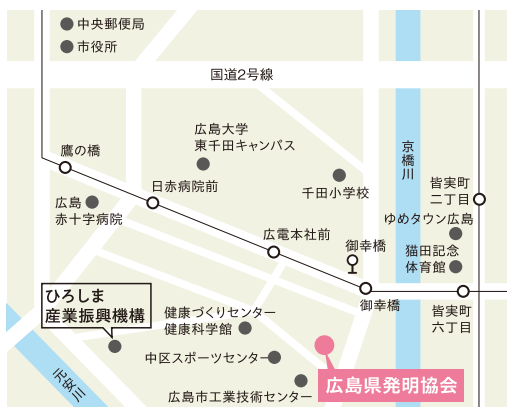 中央郵便局
市役所
国道2号線
広島大学
東千田キャンパス
鷹の橋
京橋川
日赤病院前
千田小学校
皆実町
二丁目
広島
赤十字病院
ゆめタウン広島
広電本社前
御幸橋
猫田記念
体育館
御幸橋
皆実町
六丁目
ひろしま
産業振興機構
健康づくりセンター
健康科学館
中区スポーツセンター
元安川
広島県発明協会
広島市工業技術センター